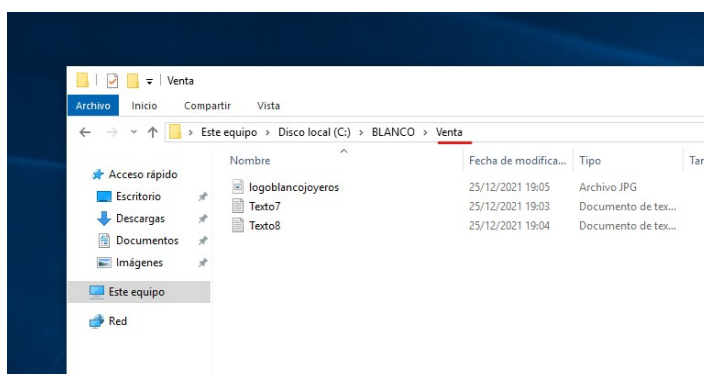 Venta
Archivo Inicio Compartir Vista
Este equipo > Disco local (C:) > BLANCO > Venta
Nombre Fecha de modifica... Tipo Tar
Acceso rápido
Escritorio
Descargas
Documentos
Imágenes
Este equipo
Red
logoblancojoyeros 25/12/2021 19:05 Archivo JPG
Texto7 25/12/2021 19:03 Documento de tex...
Texto8 25/12/2021 19:04 Documento de tex...